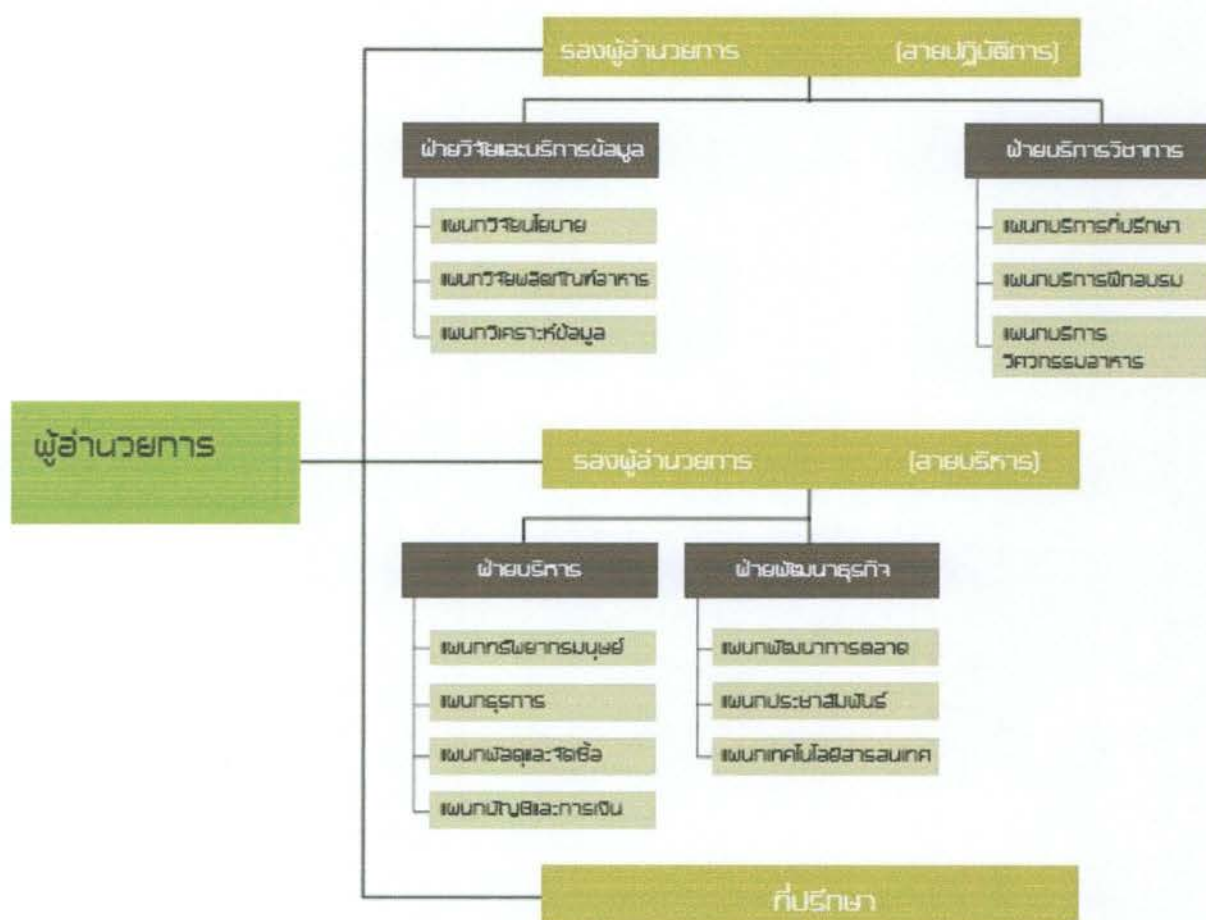 รองผู้อำนวยการ (สายปฏิบัติการ)
ฝ่ายวิจัยและบริการข้อมูล
แผนกวิจัยนโยบาย
แผนกวิจัยผลิตภัณฑ์อาหาร
แผนกวิเคราะห์ข้อมูล
ฝ่ายบริการวิชาการ
แผนกบริการที่ปรึกษา
แผนกบริการฝึกอบรม
แผนกบริการ
วิศวกรรมอาหาร
ผู้อำนวยการ
รองผู้อำนวยการ (สายบริหาร)
ฝ่ายบริหาร
แผนกทรัพยากรมนุษย์
แผนกธุรการ
แผนกพัสดุและจัดซื้อ
แผนกบัญชีและการเงิน
ฝ่ายพัฒนาธุรกิจ
แผนกพัฒนาการตลาด
แผนกประชาสัมพันธ์
แผนกเทคโนโลยีสารสนเทศ
ที่ปรึกษา